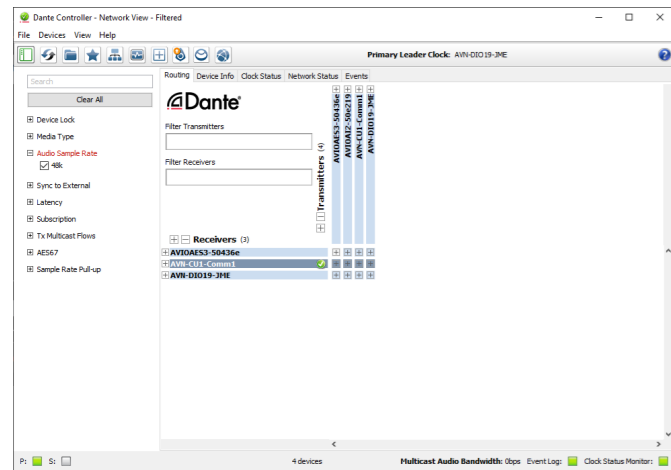 Dante Controller - Network View - Filtered
File Devices View Help
Primary Leader Clock: AVN-DIO19-JME
Search
Clear All
Device Lock
Media Type
Audio Sample Rate
48k
Sync to External
Latency
Subscription
Tx Multicast Flows
AES67
Sample Rate Pull-up
Routing Device Info Clock Status Network Status Events
Dante
Filter Transmitters
Filter Receivers
Transmitters (4)
AVIOAES3-50436e
AVIOAI2-50e219
AVN-CU1-Comm1
AVN-DIO19-JME
Receivers (3)
AVIOAES3-50436e
AVN-CU1-Comm1
AVN-DIO19-JME
P: S: 4 devices Multicast Audio Bandwidth: 0bps Event Log: Clock Status Monitor: